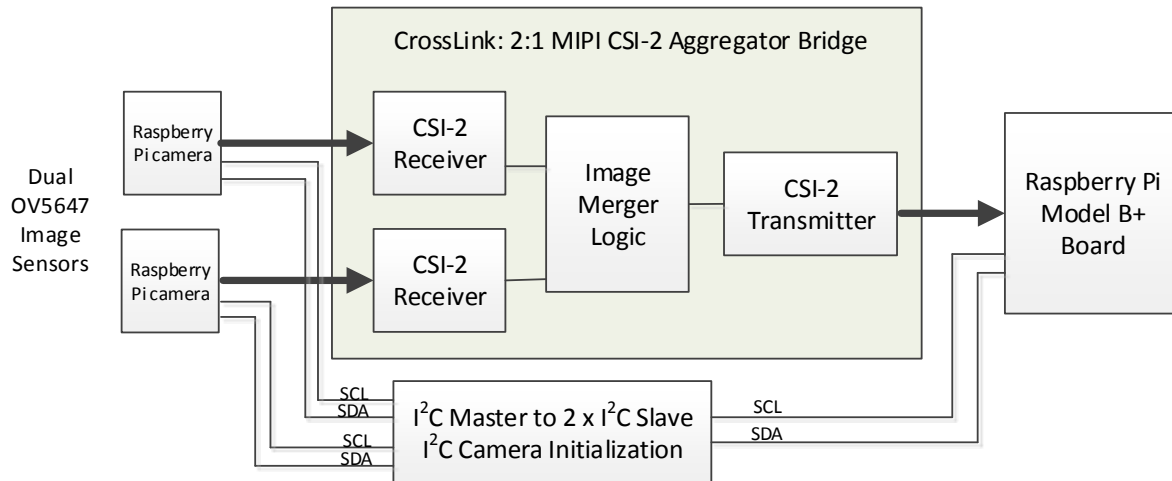 CrossLink: 2:1 MIPI CSI-2 Aggregator Bridge
Dual
OV5647
Image
Sensors
Raspberry
Pi camera
Raspberry
Pi camera
CSI-2
Receiver
CSI-2
Receiver
Image
Merger
Logic
CSI-2
Transmitter
Raspberry Pi
Model B+
Board
SCL
SDA
SCL
SDA
I²C Master to 2 x I²C Slave
I²C Camera Initialization
SCL
SDA